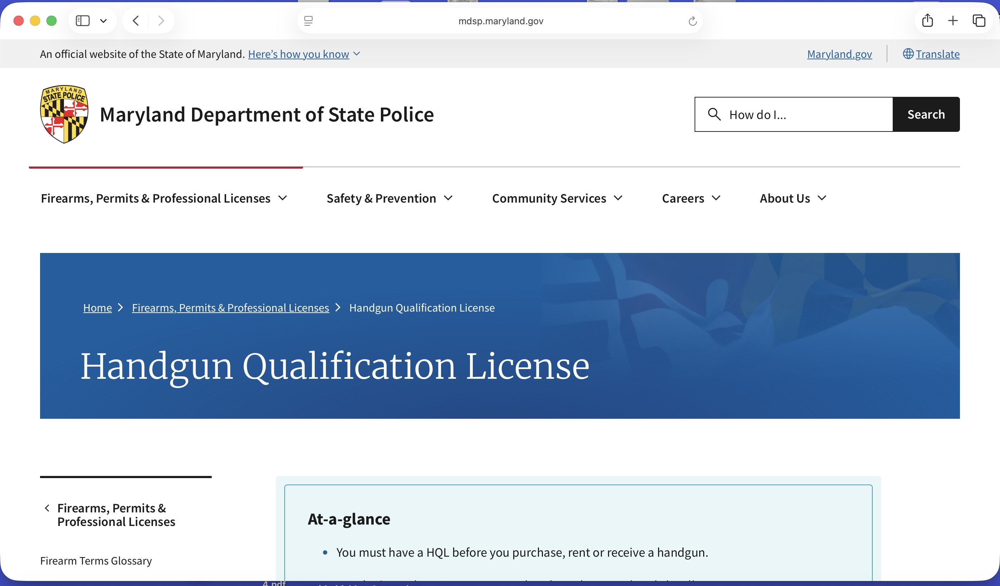 mdsp.maryland.gov
An official website of the State of Maryland. Here's how you know
Maryland.gov
Translate
MARYLAND
STATE POLICE
Maryland Department of State Police
How do I...
Search
Firearms, Permits & Professional Licenses
Safety & Prevention
Community Services
Careers
About Us
Home
Firearms, Permits & Professional Licenses
Handgun Qualification License
Handgun Qualification License
Firearms, Permits &
Professional Licenses
Firearm Terms Glossary
At-a-glance
You must have a HQL before you purchase, rent or receive a handgun.
4.pdf